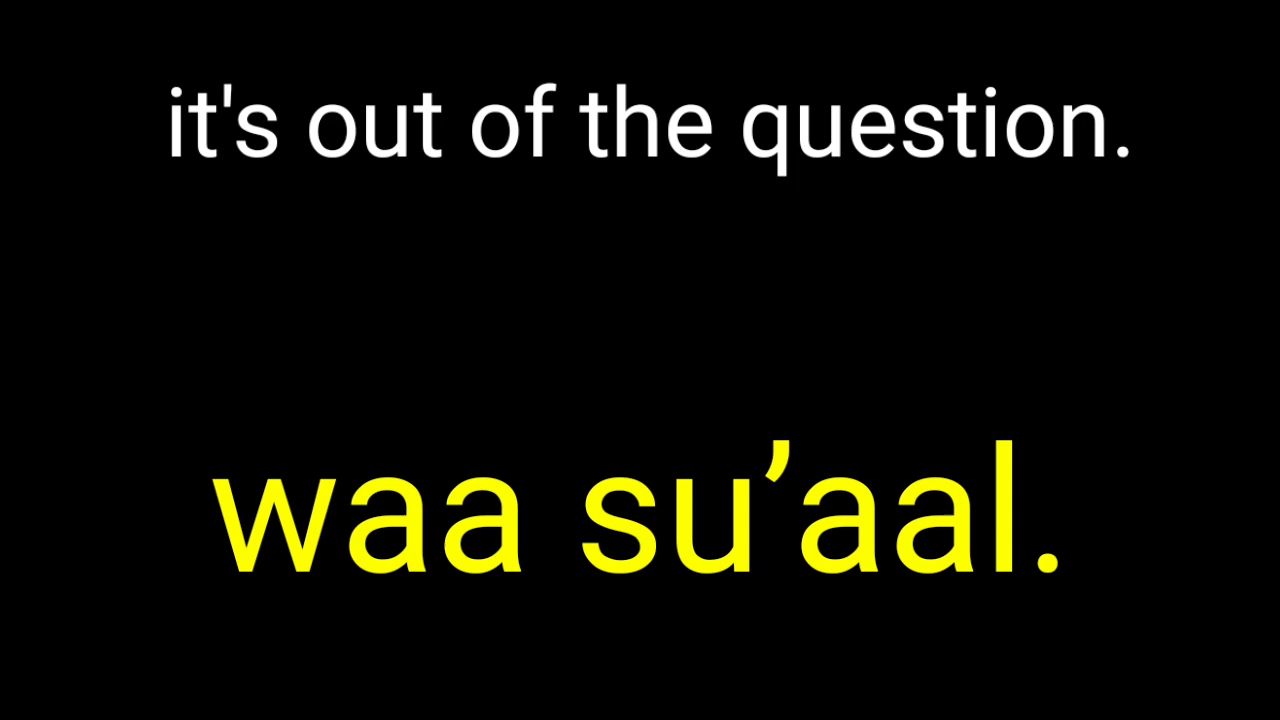 it's out of the question.
waa su’aal.